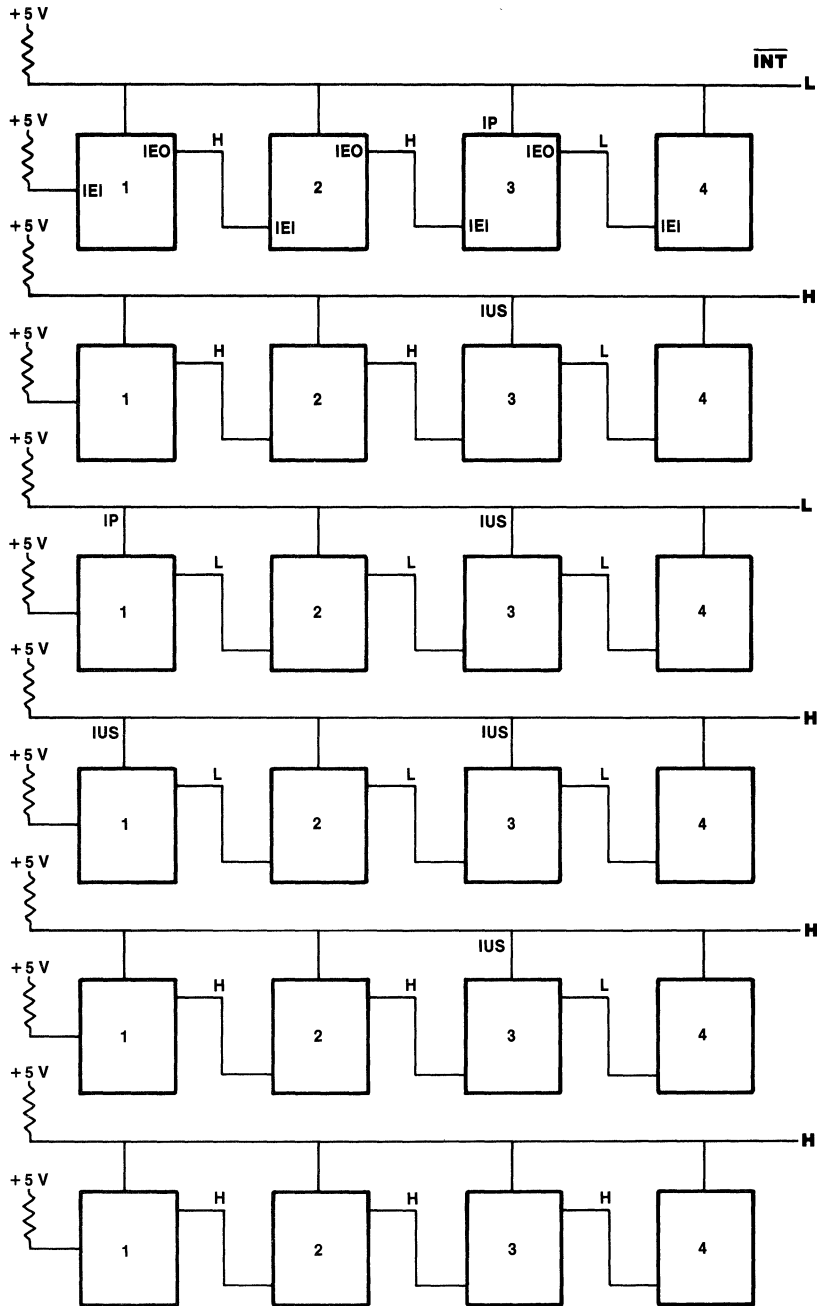 + 5 V
INT
L
+ 5 V
IP
IEO H IEO H IEO L
IEI 1 2 3 4
IEI IEI IEI
+ 5 V
H
IUS
+ 5 V
H H L
1 2 3 4
+ 5 V
L
IP IUS
+ 5 V
L L L
1 2 3 4
+ 5 V
H
IUS IUS
+ 5 V
L L L
1 2 3 4
+ 5 V
H
IUS
+ 5 V
H H L
1 2 3 4
+ 5 V
H
+ 5 V
H H H
1 2 3 4